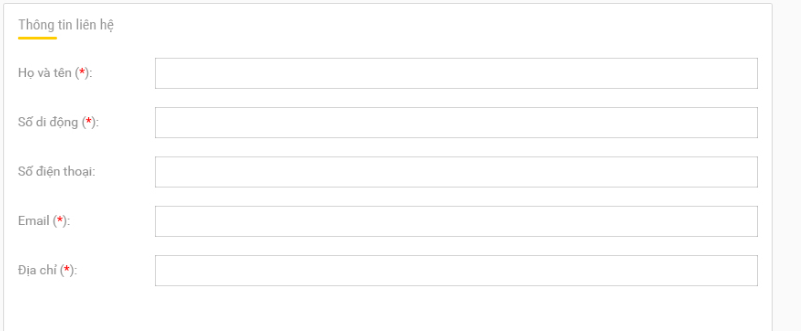 Thông tin liên hệ
Họ và tên (*):
Số di động (*):
Số điện thoại:
Email (*):
Địa chỉ (*):